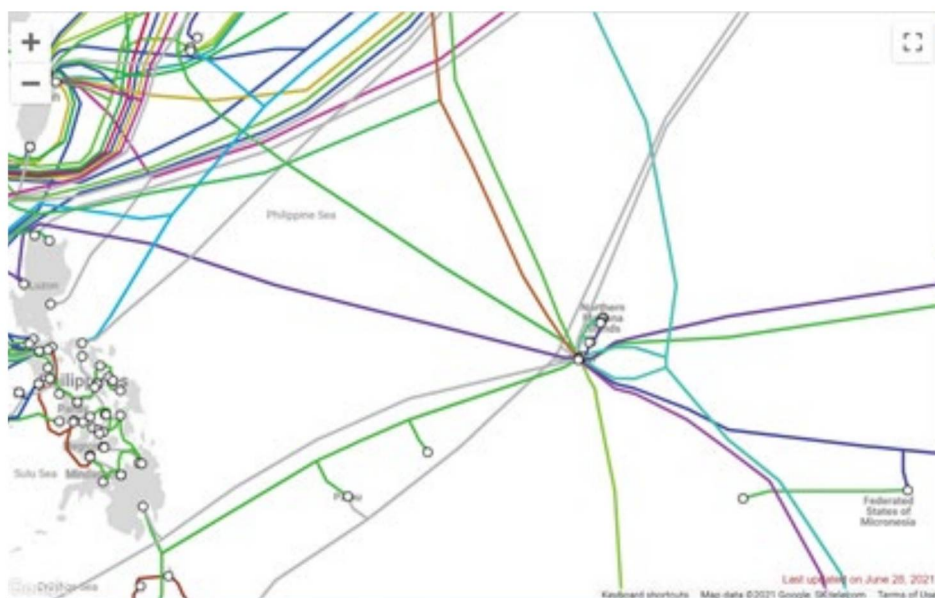 +
−
Philippine Sea
Luzon
Northern
Mariana
Islands
Philippines
Sulu Sea
Federated
States of
Micronesia
Last updated on June 28, 2021
Keyboard shortcuts Map data ©2021 Google, SK telecom Terms of Use